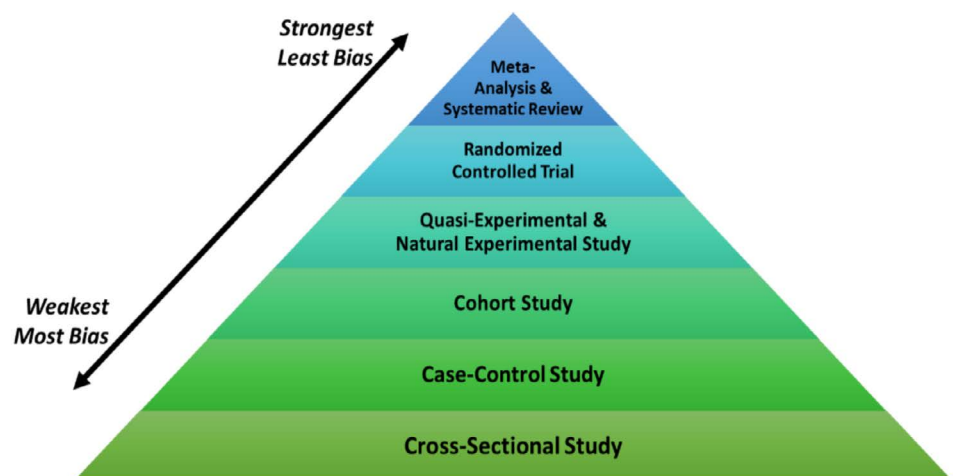 Strongest
Least Bias
Meta-
Analysis &
Systematic Review
Randomized
Controlled Trial
Quasi-Experimental &
Natural Experimental Study
Weakest
Most Bias
Cohort Study
Case-Control Study
Cross-Sectional Study